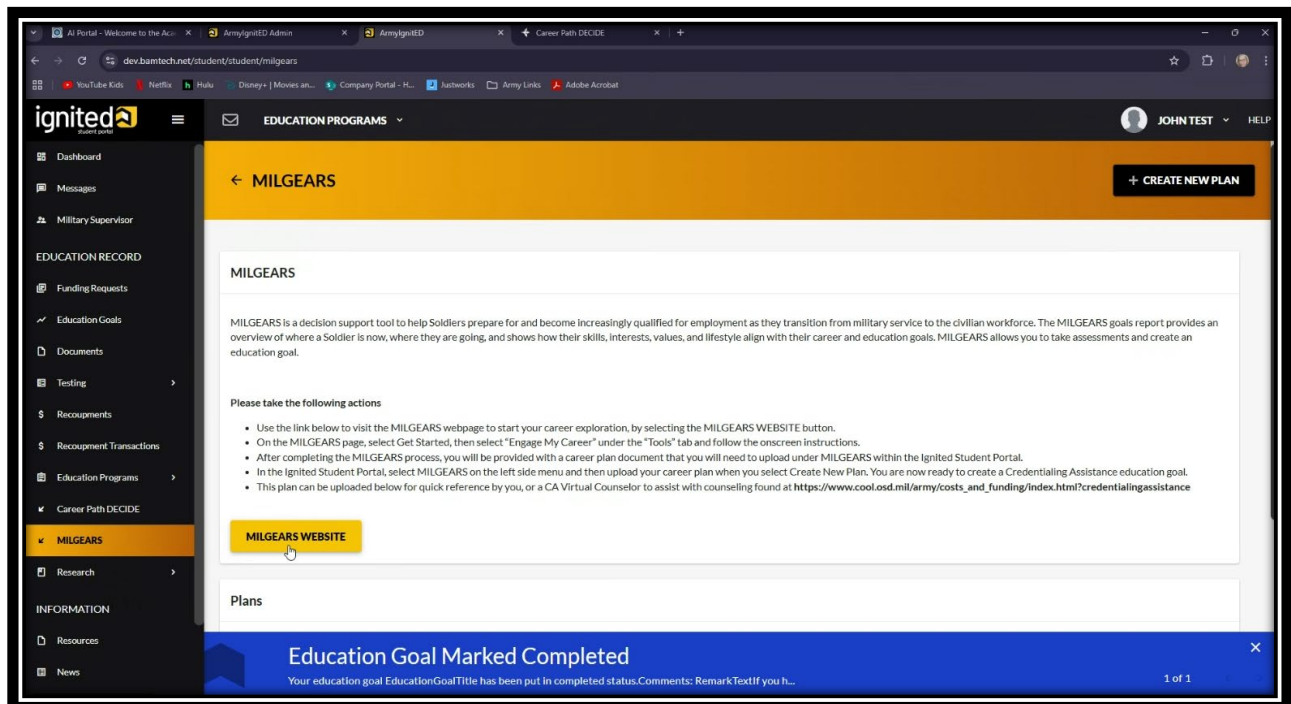 AI Portal - Welcome to the Aca
ArmyIgnitED Admin
ArmyIgnitED
Career Path DECIDE
dev.bamtech.net/student/student/milgears
YouTube Kids
Netflix
Hulu
Disney+ | Movies an...
Company Portal - H...
Justworks
Army Links
Adobe Acrobat
ignited
student portal
EDUCATION PROGRAMS
JOHN TEST
HELP
Dashboard
Messages
Military Supervisor
EDUCATION RECORD
Funding Requests
Education Goals
Documents
Testing
Recoupments
Recoupment Transactions
Education Programs
Career Path DECIDE
MILGEARS
Research
INFORMATION
Resources
News
← MILGEARS
+ CREATE NEW PLAN
MILGEARS
MILGEARS is a decision support tool to help Soldiers prepare for and become increasingly qualified for employment as they transition from military service to the civilian workforce. The MILGEARS goals report provides an
overview of where a Soldier is now, where they are going, and shows how their skills, interests, values, and lifestyle align with their career and education goals. MILGEARS allows you to take assessments and create an
education goal.
Please take the following actions
• Use the link below to visit the MILGEARS webpage to start your career exploration, by selecting the MILGEARS WEBSITE button.
• On the MILGEARS page, select Get Started, then select "Engage My Career" under the "Tools" tab and follow the onscreen instructions.
• After completing the MILGEARS process, you will be provided with a career plan document that you will need to upload under MILGEARS within the Ignited Student Portal.
• In the Ignited Student Portal, select MILGEARS on the left side menu and then upload your career plan when you select Create New Plan. You are now ready to create a Credentialing Assistance education goal.
• This plan can be uploaded below for quick reference by you, or a CA Virtual Counselor to assist with counseling found at https://www.cool.osd.mil/army/costs_and_funding/index.html?credentialingassistance
MILGEARS WEBSITE
Plans
Education Goal Marked Completed
Your education goal EducationGoalTitle has been put in completed status.Comments: RemarkTextIf you h...
1 of 1